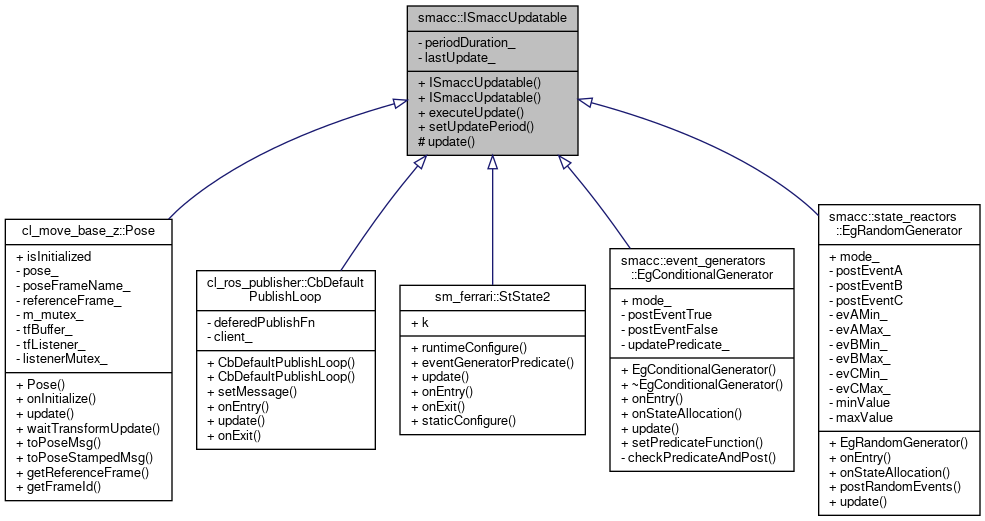 smacc::ISmaccUpdatable
- periodDuration_
- lastUpdate_
+ ISmaccUpdatable()
+ ISmaccUpdatable()
+ executeUpdate()
+ setUpdatePeriod()
# update()
cl_move_base_z::Pose
+ isInitialized
- pose_
- poseFrameName_
- referenceFrame_
- m_mutex_
- tfBuffer_
- tfListener_
- listenerMutex_
+ Pose()
+ onInitialize()
+ update()
+ waitTransformUpdate()
+ toPoseMsg()
+ toPoseStampedMsg()
+ getReferenceFrame()
+ getFrameId()
cl_ros_publisher::CbDefault
PublishLoop
- deferedPublishFn
- client_
+ CbDefaultPublishLoop()
+ CbDefaultPublishLoop()
+ setMessage()
+ onEntry()
+ update()
+ onExit()
sm_ferrari::StState2
+ k
+ runtimeConfigure()
+ eventGeneratorPredicate()
+ update()
+ onEntry()
+ onExit()
+ staticConfigure()
smacc::event_generators
::EgConditionalGenerator
+ mode_
- postEventTrue
- postEventFalse
- updatePredicate_
+ EgConditionalGenerator()
+ ~EgConditionalGenerator()
+ onEntry()
+ onStateAllocation()
+ update()
+ setPredicateFunction()
- checkPredicateAndPost()
smacc::state_reactors
::EgRandomGenerator
+ mode_
- postEventA
- postEventB
- postEventC
- evAMin_
- evAMax_
- evBMin_
- evBMax_
- evCMin_
- evCMax_
- minValue
- maxValue
+ EgRandomGenerator()
+ onEntry()
+ onStateAllocation()
+ postRandomEvents()
+ update()